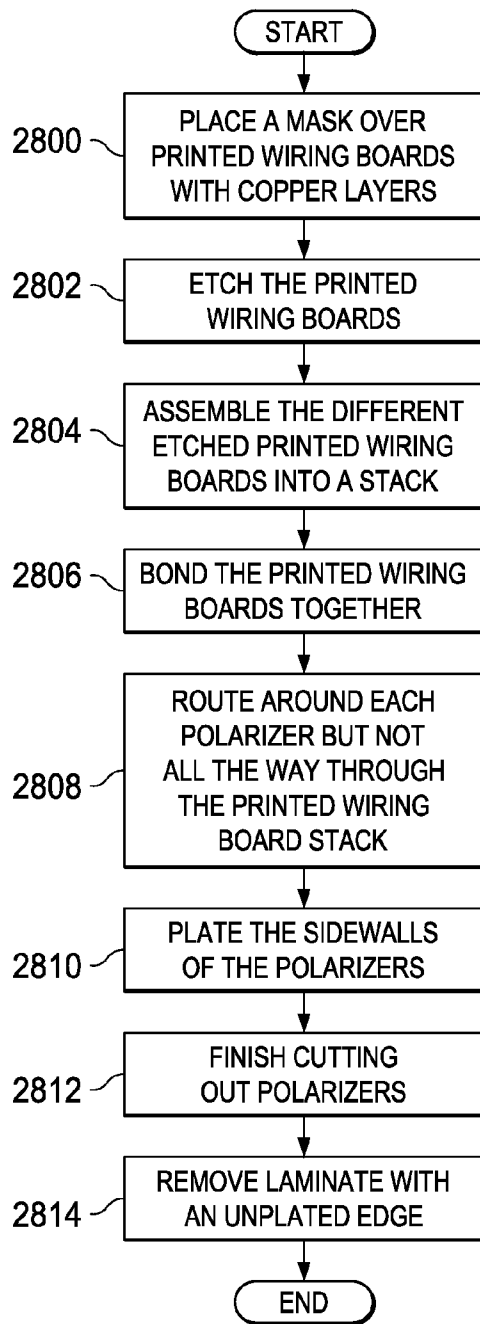 START
2800
PLACE A MASK OVER
PRINTED WIRING BOARDS
WITH COPPER LAYERS
2802
ETCH THE PRINTED
WIRING BOARDS
2804
ASSEMBLE THE DIFFERENT
ETCHED PRINTED WIRING
BOARDS INTO A STACK
2806
BOND THE PRINTED WIRING
BOARDS TOGETHER
2808
ROUTE AROUND EACH
POLARIZER BUT NOT
ALL THE WAY THROUGH
THE PRINTED WIRING
BOARD STACK
2810
PLATE THE SIDEWALLS
OF THE POLARIZERS
2812
FINISH CUTTING
OUT POLARIZERS
2814
REMOVE LAMINATE WITH
AN UNPLATED EDGE
END